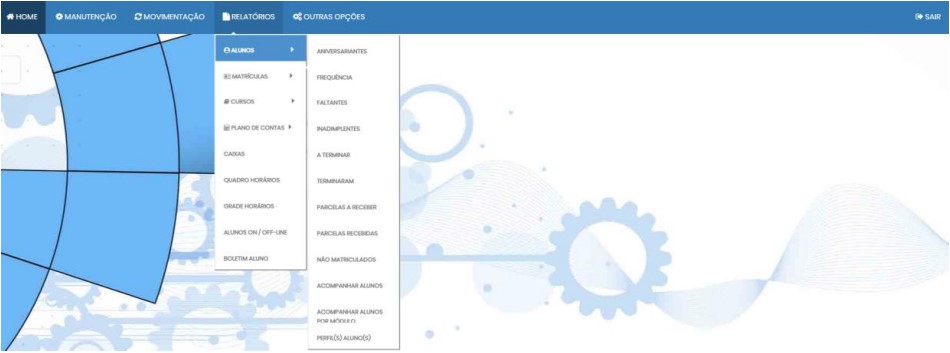 HOME
MANUTENÇÃO
MOVIMENTAÇÃO
RELATÓRIOS
OUTRAS OPÇÕES
SAIR
ALUNOS
MATRÍCULAS
CURSOS
PLANO DE CONTAS
CAIXAS
QUADRO HORÁRIOS
GRADE HORÁRIOS
ALUNOS ON / OFF-LINE
BOLETIM ALUNO
ANIVERSARIANTES
FREQUÊNCIA
FALTANTES
INADIMPLENTES
A TERMINAR
TERMINARAM
PARCELAS A RECEBER
PARCELAS RECEBIDAS
NÃO MATRICULADOS
ACOMPANHAR ALUNOS
ACOMPANHAR ALUNOS
POR MÓDULO
PERFIL(S) ALUNO(S)